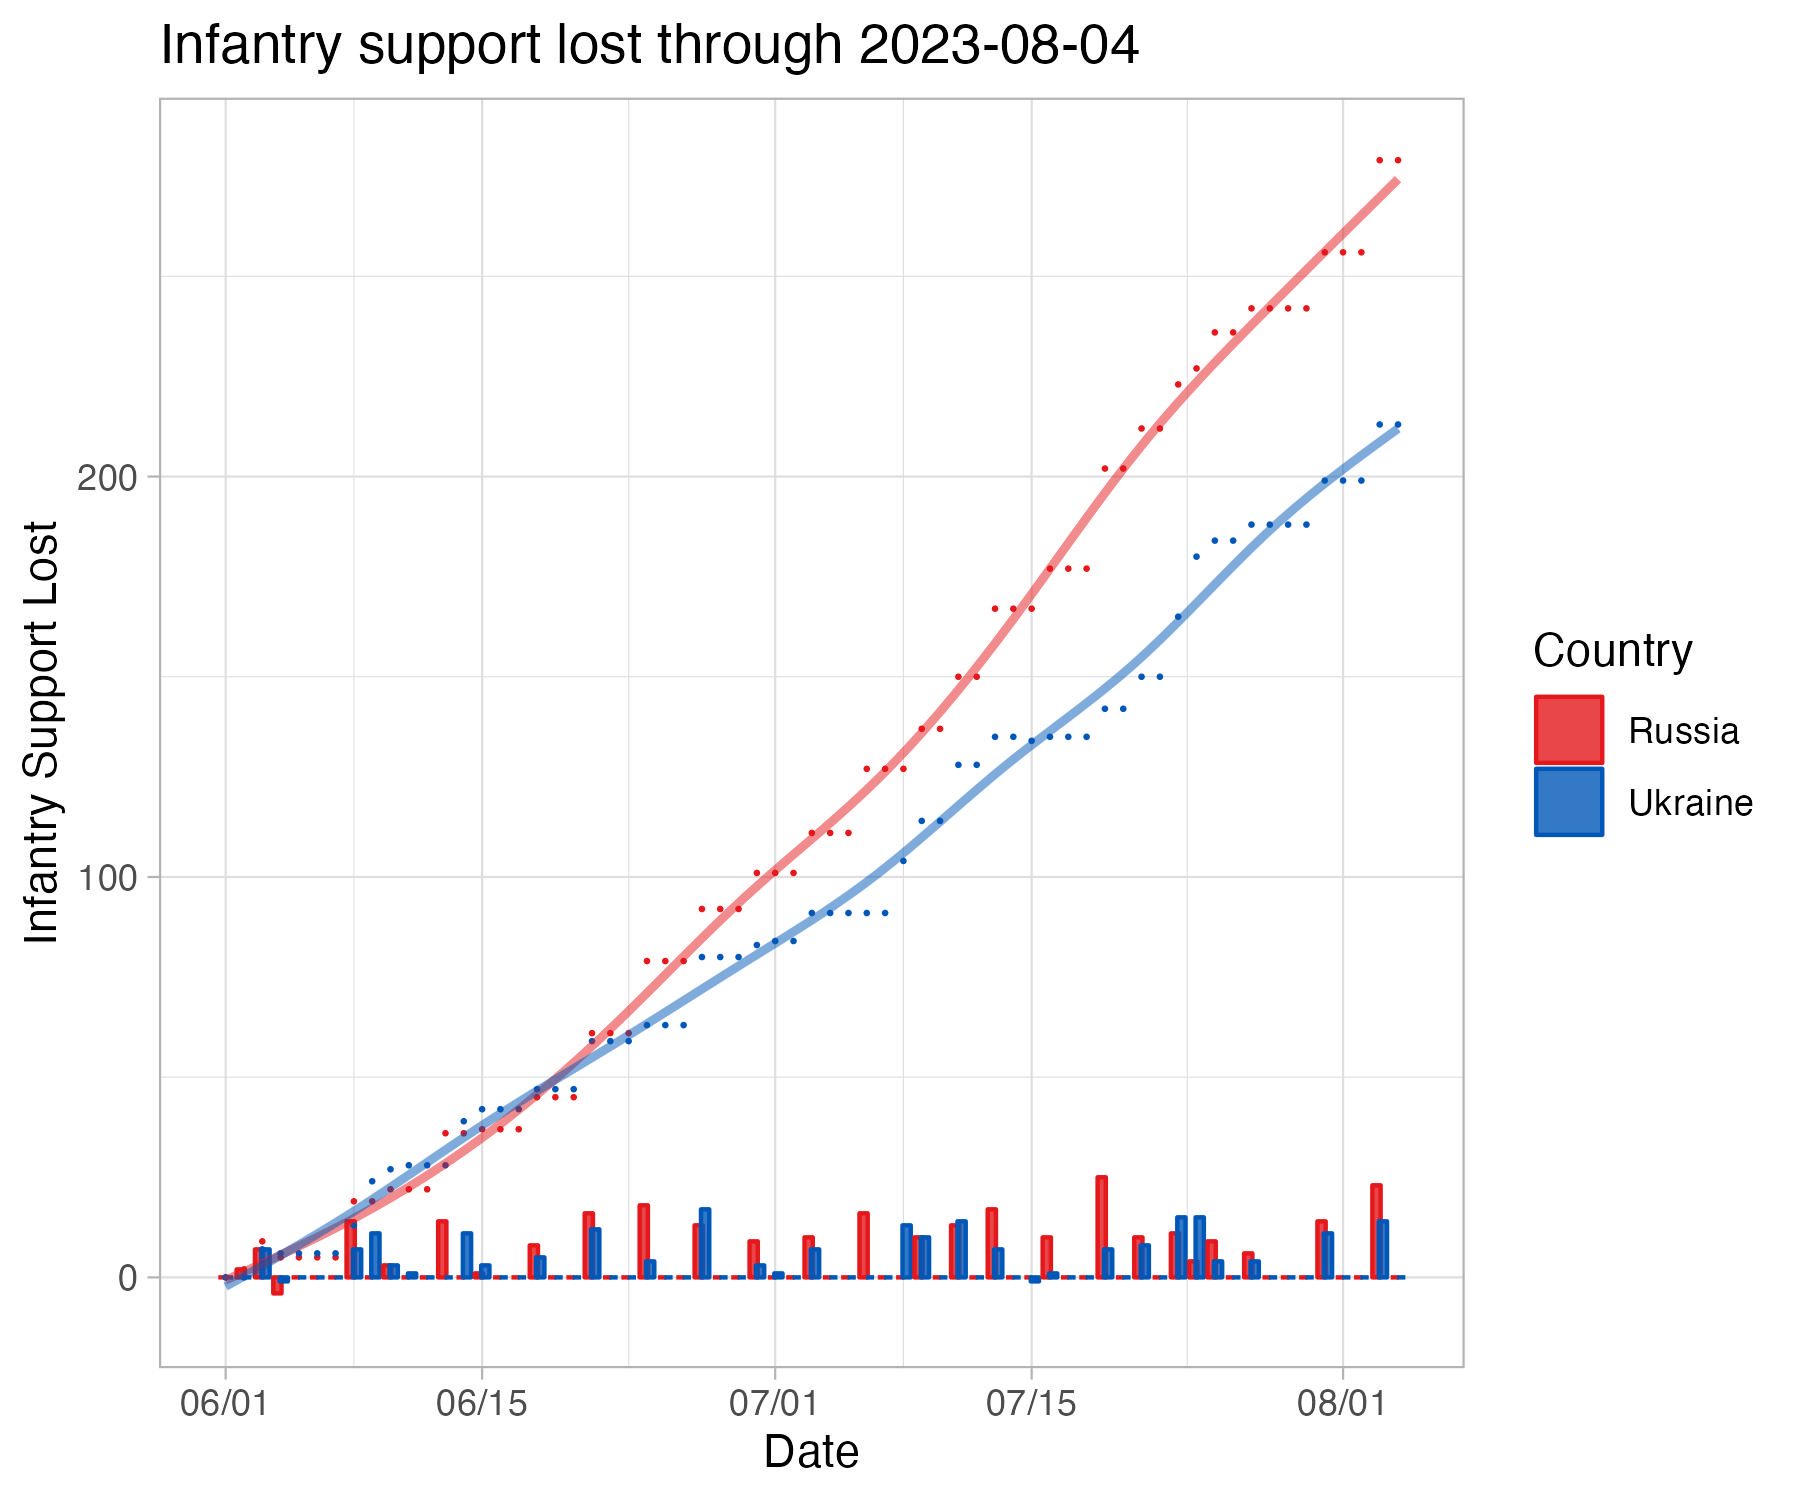 Infantry support lost through 2023-08-04
Infantry Support Lost
200
100
0
06/01
06/15
07/01
07/15
08/01
Date
Country
Russia
Ukraine